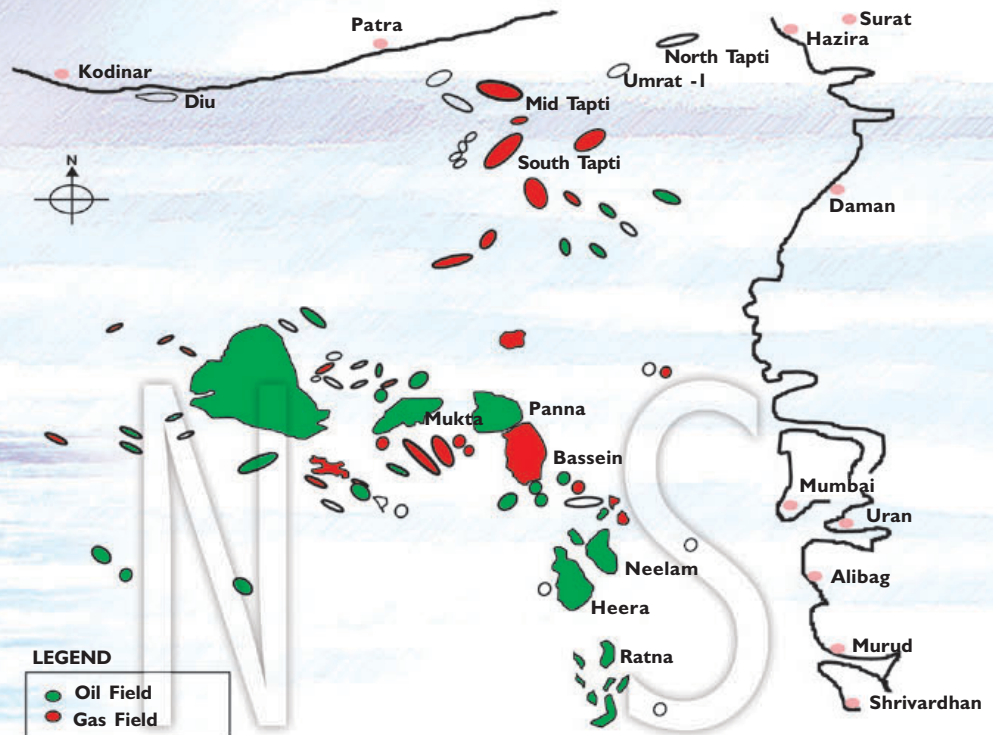 Surat
Patra
Hazira
North Tapti
Kodinar
Umrat -1
Diu
Mid Tapti
N
South Tapti
Daman
Panna
Mukta
Bassein
Mumbai
Uran
Neelam
Alibag
Heera
Murud
Ratna
LEGEND
Oil Field
Shrivardhan
Gas Field
N S